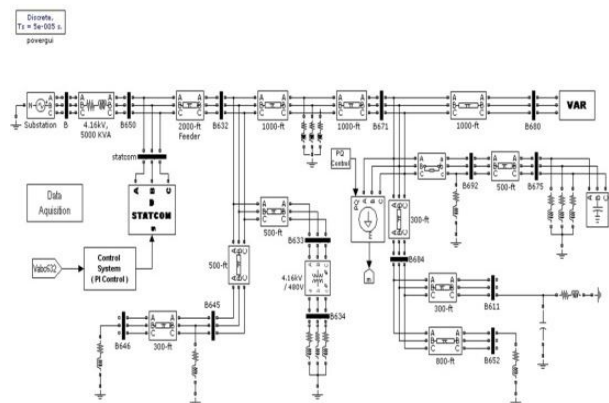 Discrete,
Ts = 5e-005 s.
powergui
Substation
B
4.16kV,
5000 KVA
B650
2000-ft
Feeder
B632
1000-ft
1000-ft
B671
1000-ft
B680
VAR
statcom
STATCOM
Data
Aquisition
Vabc632
Control
System
(PI Control)
PQ
Control
PQ
m
B692
500-ft
B675
300-ft
B684
500-ft
B633
4.16kV
/ 480V
B634
500-ft
B645
B646
300-ft
300-ft
B611
800-ft
B652